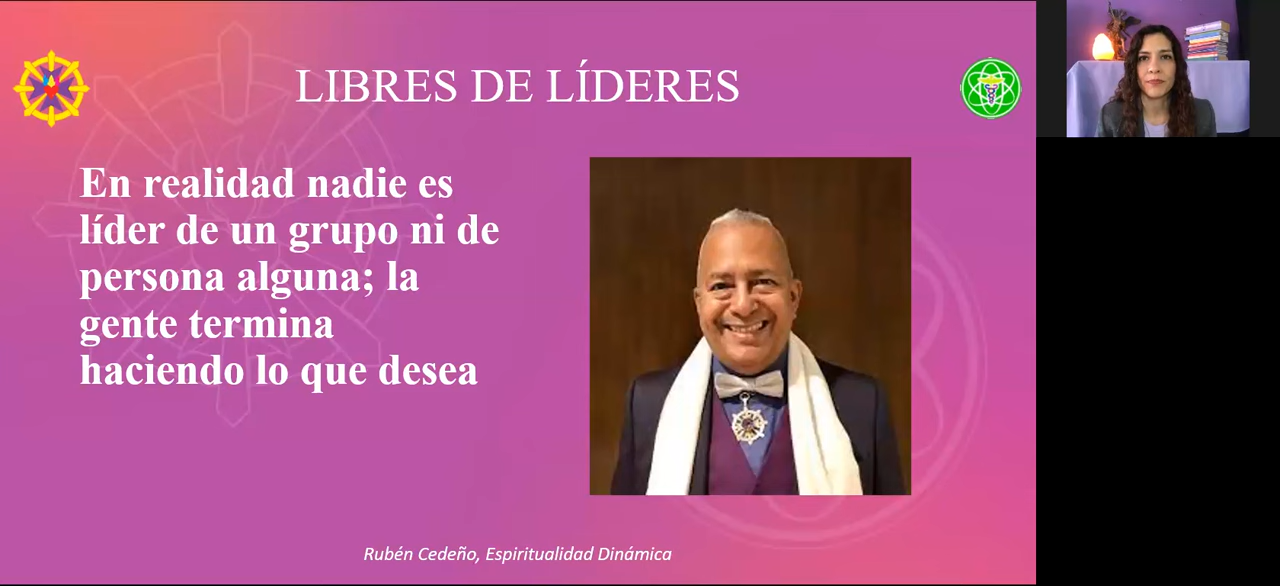 LIBRES DE LÍDERES
En realidad nadie es
líder de un grupo ni de
persona alguna; la
gente termina
haciendo lo que desea
Rubén Cedeño, Espiritualidad Dinámica